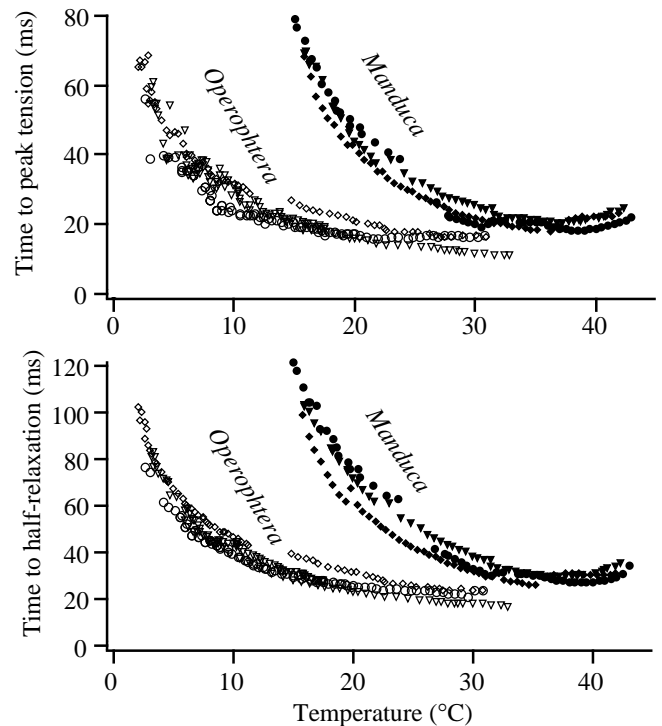 Time to peak tension (ms)
80
60
40
20
0
Operophtera
Manduca
0 10 20 30 40
Time to half-relaxation (ms)
120
100
80
60
40
20
0
Operophtera
Manduca
0 10 20 30 40
Temperature (°C)